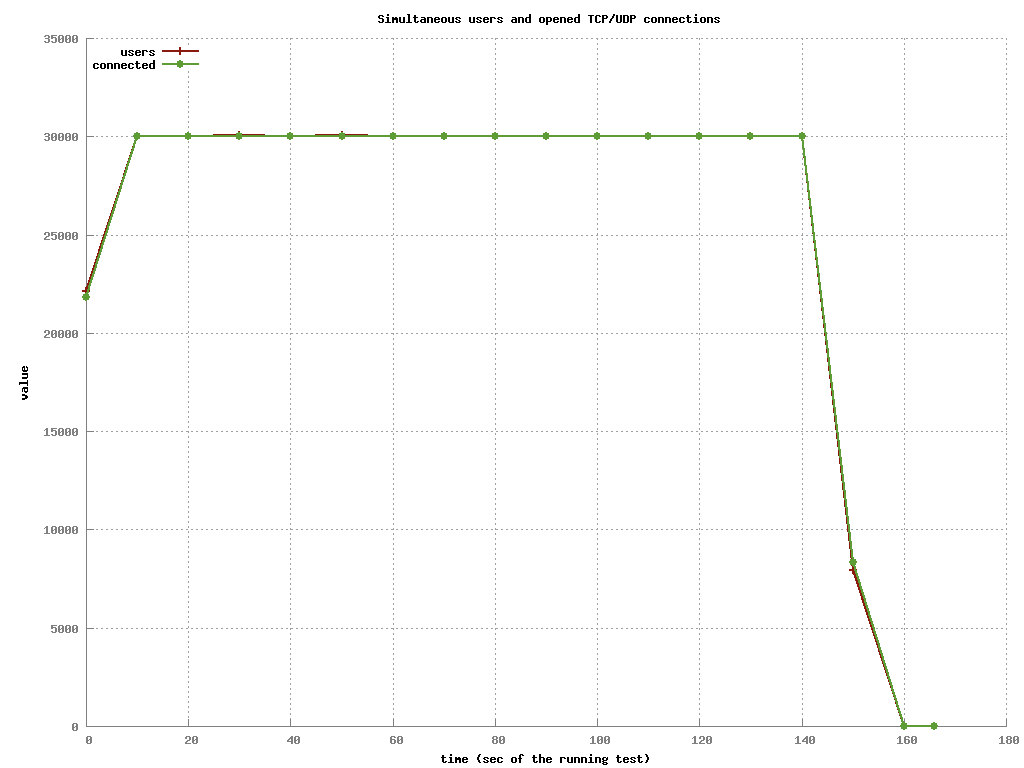 Simultaneous users and opened TCP/UDP connections
35000
users
connected
30000
25000
20000
value
15000
10000
5000
0
0 20 40 60 80 100 120 140 160 180
time (sec of the running test)